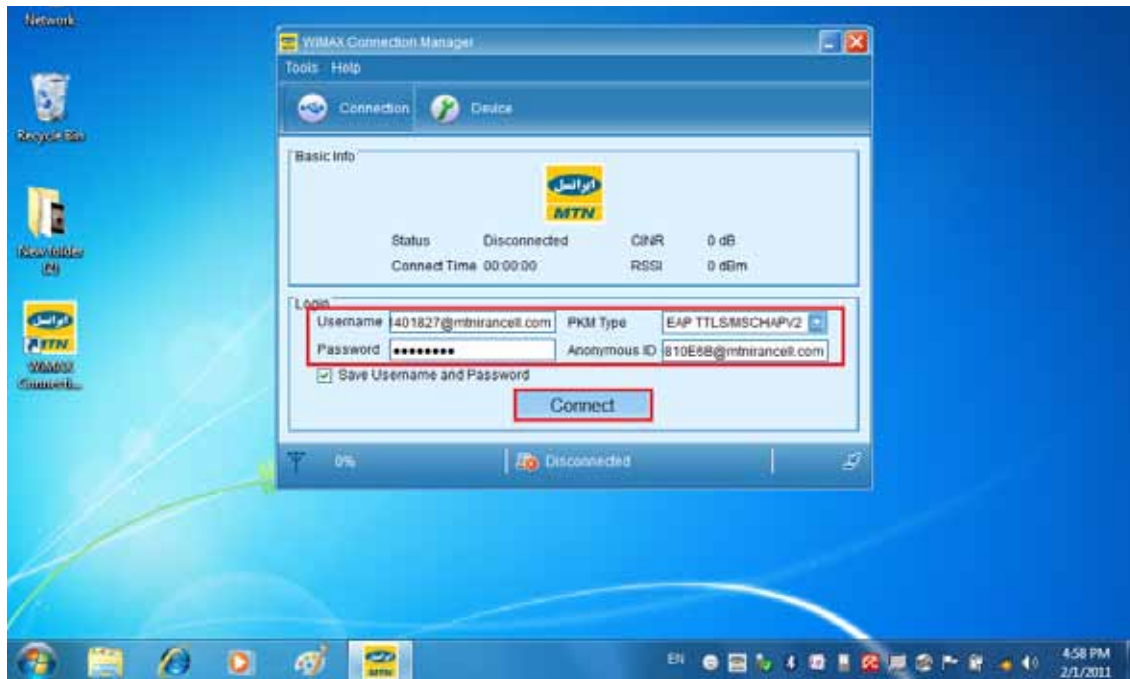 Network
WiMAX Connection Manager
Tools Help
Connection Device
Recycle Bin
Basic Info
ایرانسل
MTN
Status Disconnected CINR 0 dB
Connect Time 00:00:00 RSSI 0 dBm
New folder
(2)
Login
Username 401827@mtnirancell.com PKM Type EAP TTLS/MSCHAPV2
Password •••••••• Anonymous ID 810E6B@mtnirancell.com
Save Username and Password
Connect
ایرانسل
MTN
WiMAX
Connecti...
0% Disconnected
MTN
EN
4:58 PM
2/1/2011